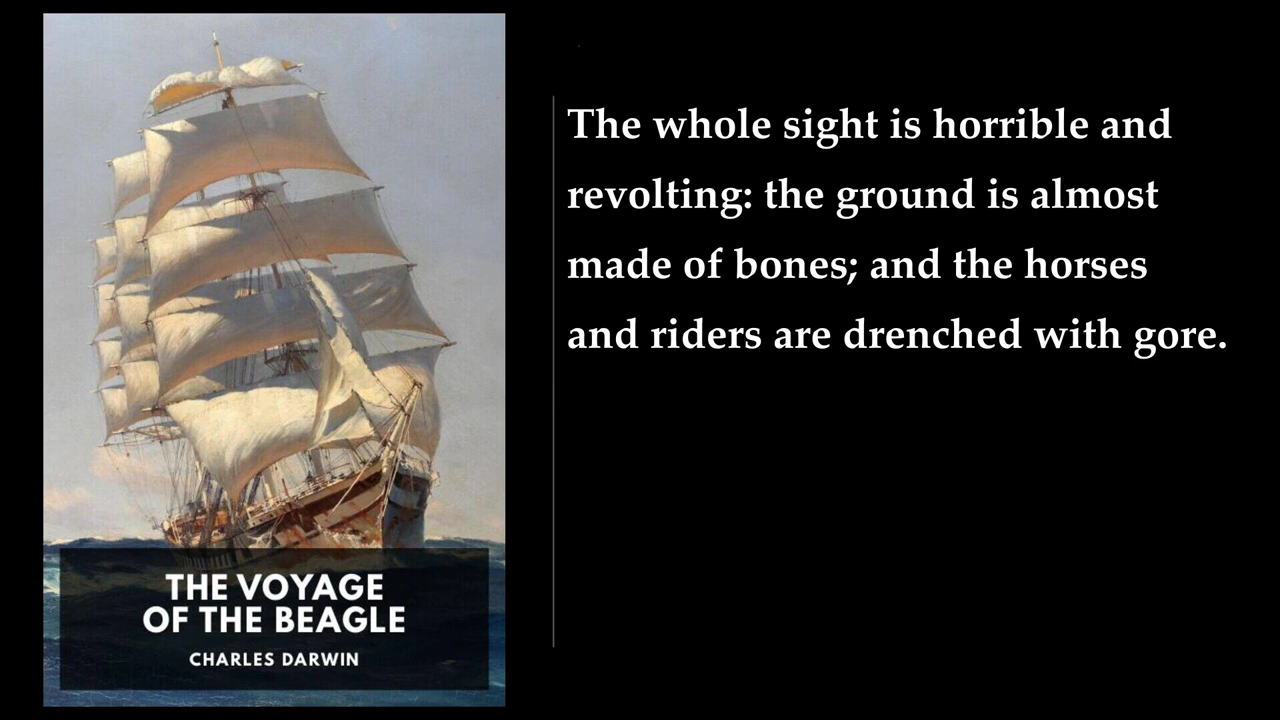 THE VOYAGE
OF THE BEAGLE
CHARLES DARWIN
The whole sight is horrible and
revolting: the ground is almost
made of bones; and the horses
and riders are drenched with gore.